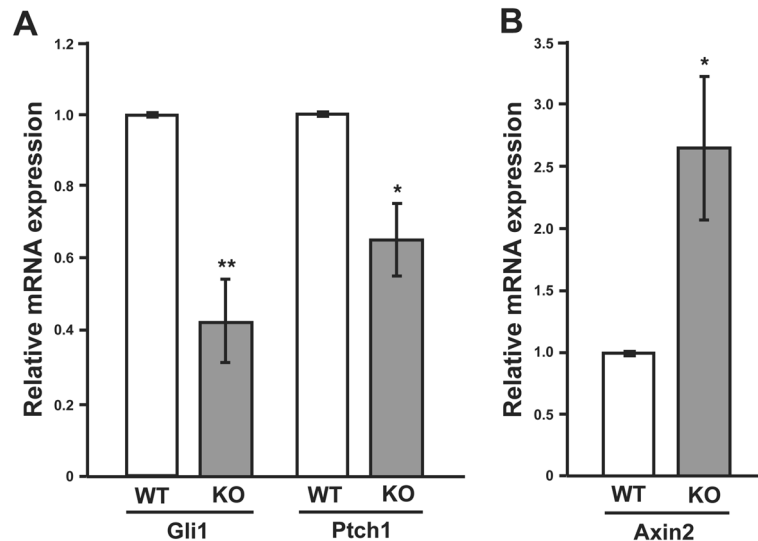 A
Relative mRNA expression
1.2
1.0
0.8
0.6
0.4
0.2
0
**
*
WT KO WT KO
Gli1 Ptch1
B
Relative mRNA expression
3.5
3.0
2.5
2.0
1.5
1.0
0.5
0
*
WT KO
Axin2